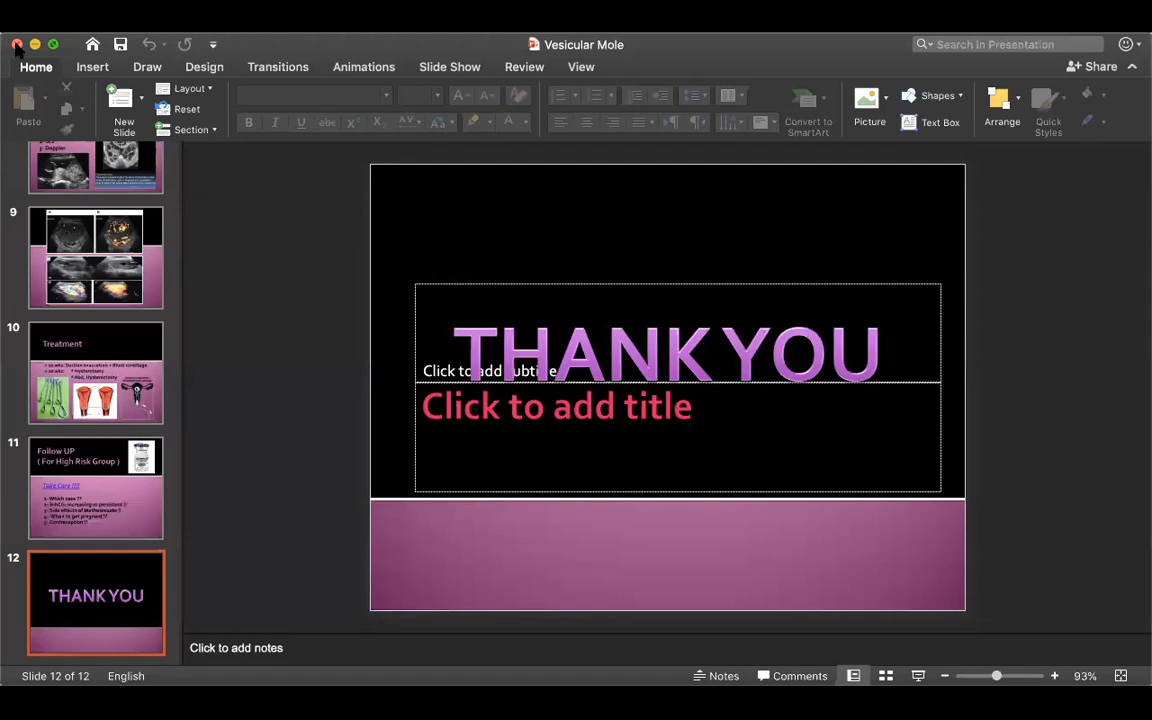 Vesicular Mole
Search in Presentation
Home Insert Draw Design Transitions Animations Slide Show Review View
Share
Paste
New Slide
Layout
Reset
Section
Convert to SmartArt
Picture
Shapes
Text Box
Arrange
Quick Styles
9
10
Treatment
11
Follow UP
( For High Risk Group )
Take Care !!!!
12
THANK YOU
THANK YOU
Click to add subtitle
Click to add title
Click to add notes
Slide 12 of 12 English
Notes Comments 93%